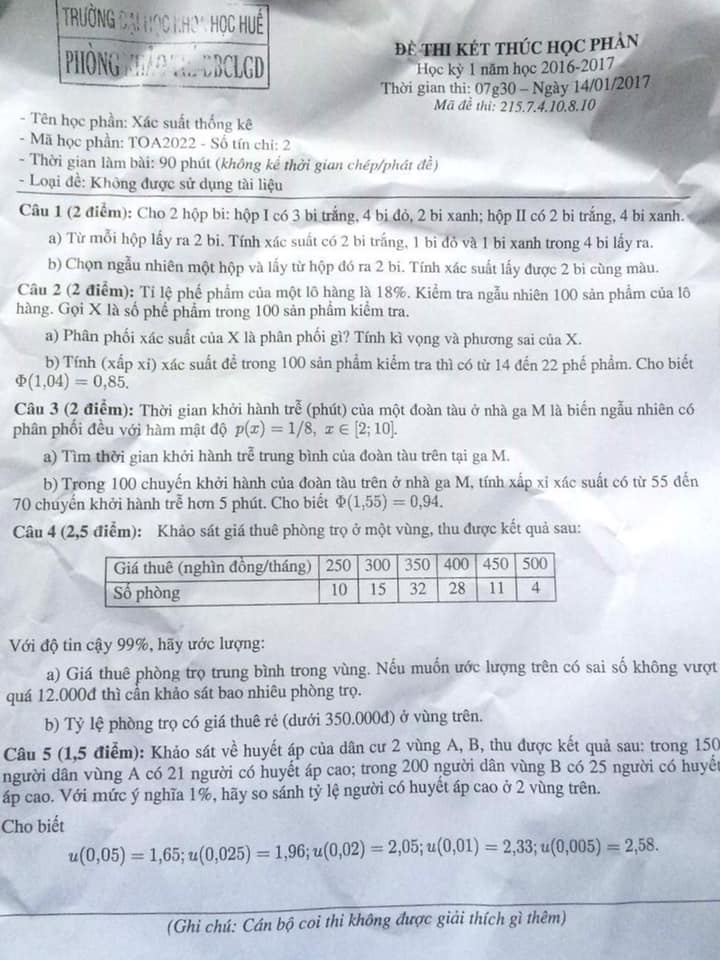 TRƯỜNG ĐẠI HỌC KHOA HỌC HUẾ
PHÒNG KHẢO THÍ ĐBCLGD
ĐỀ THI KẾT THÚC HỌC PHẦN
Học kỳ 1 năm học 2016-2017
Thời gian thi: 07g30 – Ngày 14/01/2017
Mã đề thi: 215.7.4.10.8.10
- Tên học phần: Xác suất thống kê
- Mã học phần: TOA2022 - Số tín chỉ: 2
- Thời gian làm bài: 90 phút (không kể thời gian chép/phát đề)
- Loại đề: Không được sử dụng tài liệu
Câu 1 (2 điểm): Cho 2 hộp bi: hộp I có 3 bi trắng, 4 bi đỏ, 2 bi xanh; hộp II có 2 bi trắng, 4 bi xanh.
a) Từ mỗi hộp lấy ra 2 bi. Tính xác suất có 2 bi trắng, 1 bi đỏ và 1 bi xanh trong 4 bi lấy ra.
b) Chọn ngẫu nhiên một hộp và lấy từ hộp đó ra 2 bi. Tính xác suất lấy được 2 bi cùng màu.
Câu 2 (2 điểm): Tỉ lệ phế phẩm của một lô hàng là 18%. Kiểm tra ngẫu nhiên 100 sản phẩm của lô
hàng. Gọi X là số phế phẩm trong 100 sản phẩm kiểm tra.
a) Phân phối xác suất của X là phân phối gì? Tính kì vọng và phương sai của X.
b) Tính (xấp xỉ) xác suất để trong 100 sản phẩm kiểm tra thì có từ 14 đến 22 phế phẩm. Cho biết
Φ(1,04) = 0,85.
Câu 3 (2 điểm): Thời gian khởi hành trễ (phút) của một đoàn tàu ở nhà ga M là biến ngẫu nhiên có
phân phối đều với hàm mật độ p(x) = 1/8, x ∈ [2; 10].
a) Tìm thời gian khởi hành trễ trung bình của đoàn tàu trên tại ga M.
b) Trong 100 chuyến khởi hành của đoàn tàu trên ở nhà ga M, tính xấp xỉ xác suất có từ 55 đến
70 chuyến khởi hành trễ hơn 5 phút. Cho biết Φ(1,55) = 0,94.
Câu 4 (2,5 điểm): Khảo sát giá thuê phòng trọ ở một vùng, thu được kết quả sau:
Giá thuê (nghìn đồng/tháng) 250 300 350 400 450 500
Số phòng 10 15 32 28 11 4
Với độ tin cậy 99%, hãy ước lượng:
a) Giá thuê phòng trọ trung bình trong vùng. Nếu muốn ước lượng trên có sai số không vượt
quá 12.000đ thì cần khảo sát bao nhiêu phòng trọ.
b) Tỷ lệ phòng trọ có giá thuê rẻ (dưới 350.000đ) ở vùng trên.
Câu 5 (1,5 điểm): Khảo sát về huyết áp của dân cư 2 vùng A, B, thu được kết quả sau: trong 150
người dân vùng A có 21 người có huyết áp cao; trong 200 người dân vùng B có 25 người có huyết
áp cao. Với mức ý nghĩa 1%, hãy so sánh tỷ lệ người có huyết áp cao ở 2 vùng trên.
Cho biết
u(0,05) = 1,65; u(0,025) = 1,96; u(0,02) = 2,05; u(0,01) = 2,33; u(0,005) = 2,58.
(Ghi chú: Cán bộ coi thi không được giải thích gì thêm)